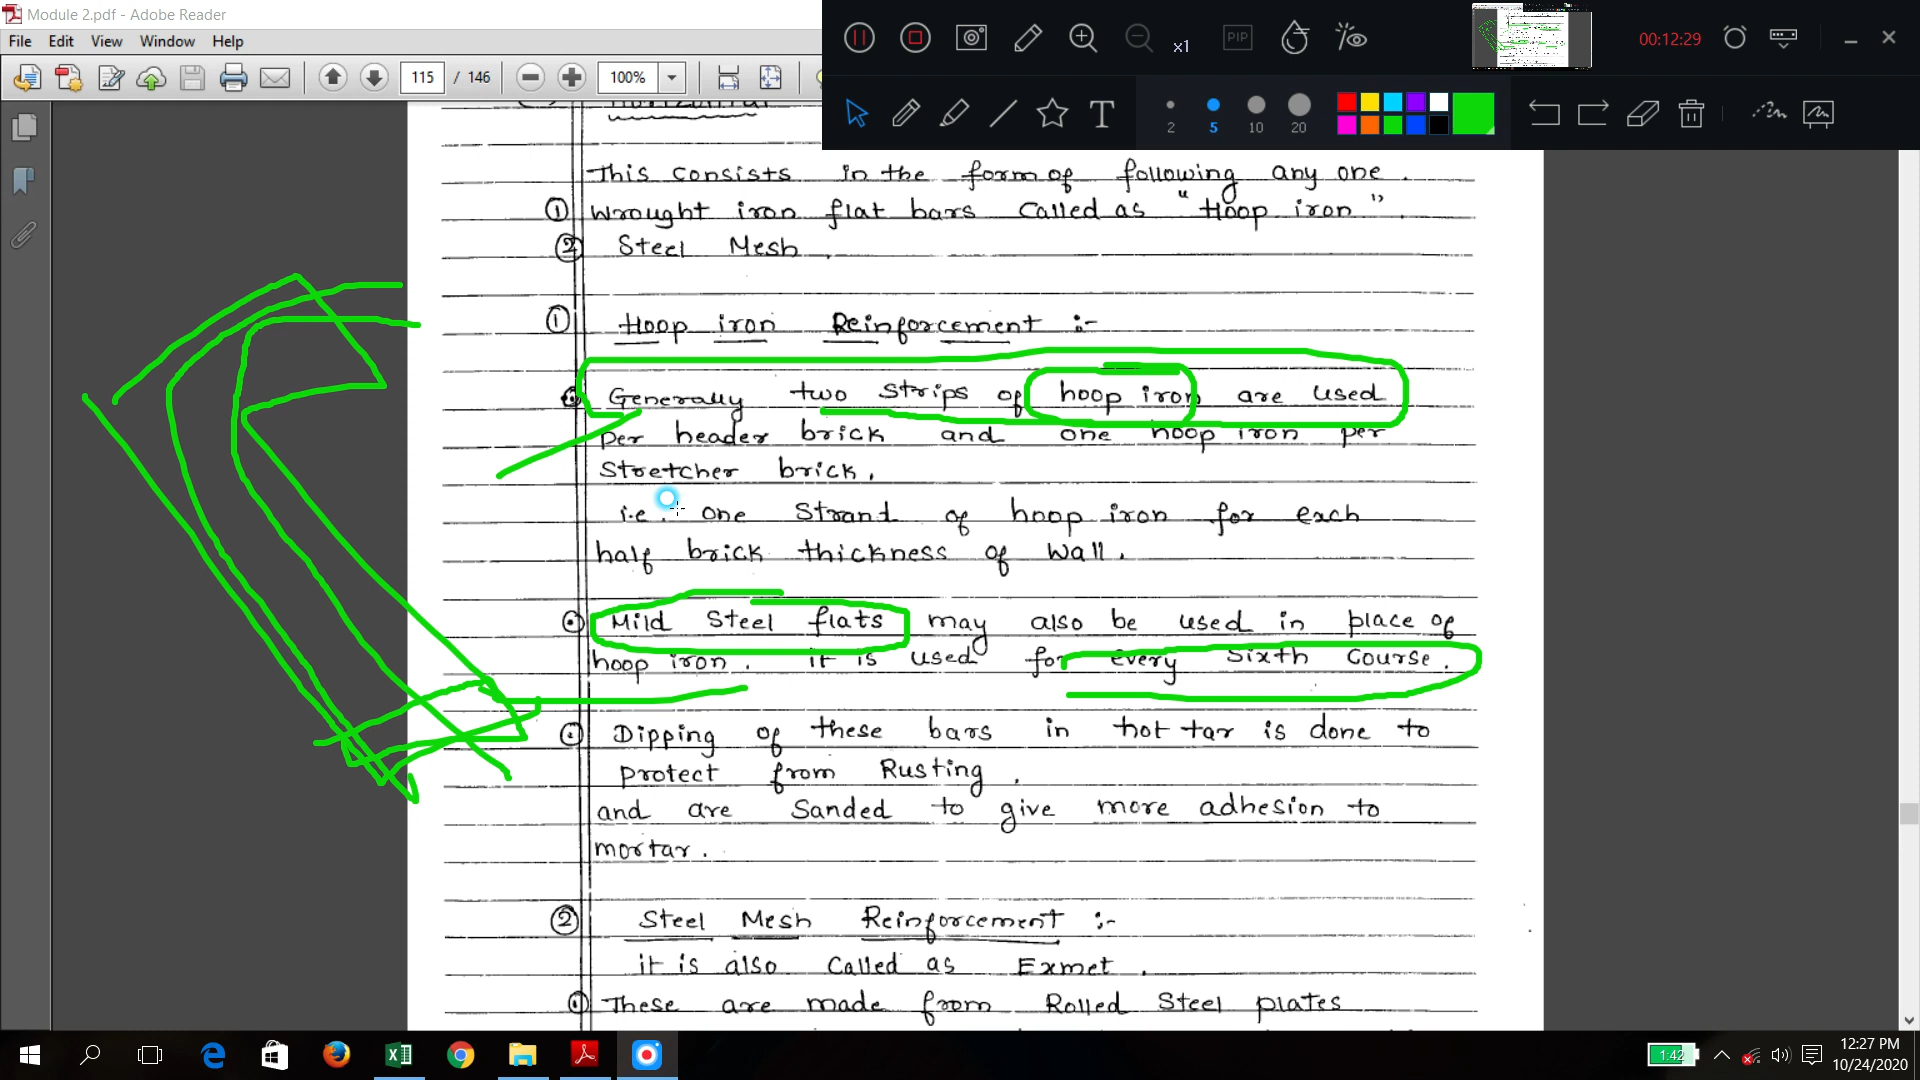 Module 2.pdf - Adobe Reader
File Edit View Window Help
115 / 146 100%
x1 PIP 00:12:29
2 5 10 20
Horizontal
This consists in the form of following any one.
① Wrought iron flat bars Called as "Hoop iron".
② Steel Mesh.
① Hoop iron Reinforcement :-
Generally two Strips of hoop iron are used
per header brick and one hoop iron per
Stretcher brick.
i.e. one Strand of hoop iron for each
half brick thickness of wall.
Mild Steel flats may also be used in place of
hoop iron. it is used for every Sixth Course.
Dipping of these bars in hot tar is done to
protect from Rusting.
and are Sanded to give more adhesion to
mortar.
② Steel Mesh Reinforcement :-
it is also Called as Exmet.
These are made from Rolled Steel plates
1:42
12:27 PM
10/24/2020